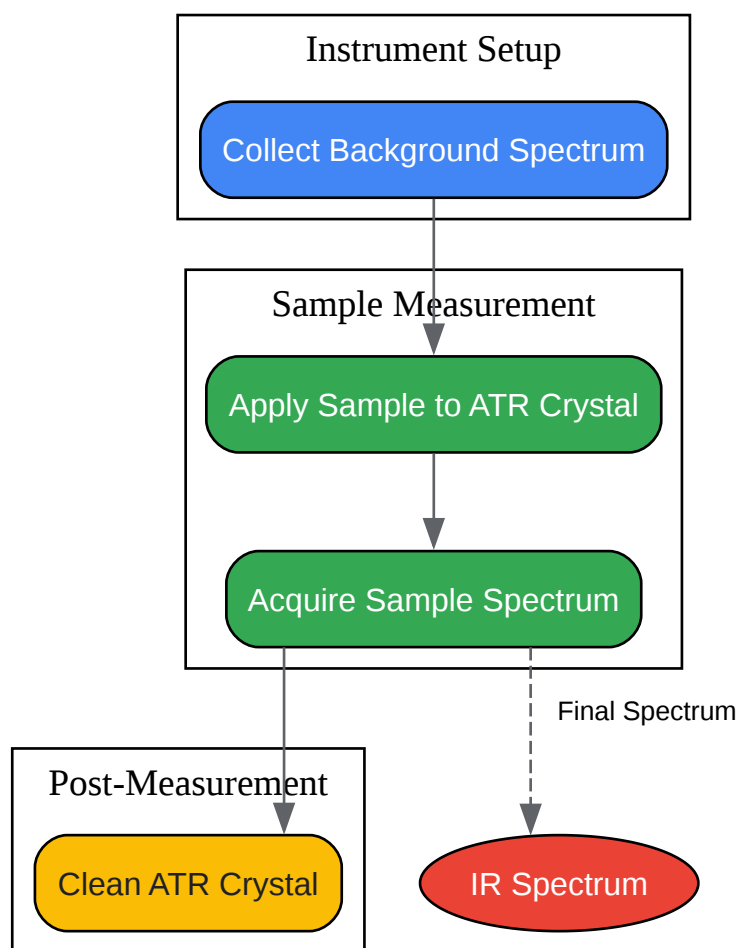 Instrument Setup
Collect Background Spectrum
Sample Measurement
Apply Sample to ATR Crystal
Acquire Sample Spectrum
Final Spectrum
Post-Measurement
Clean ATR Crystal
IR Spectrum